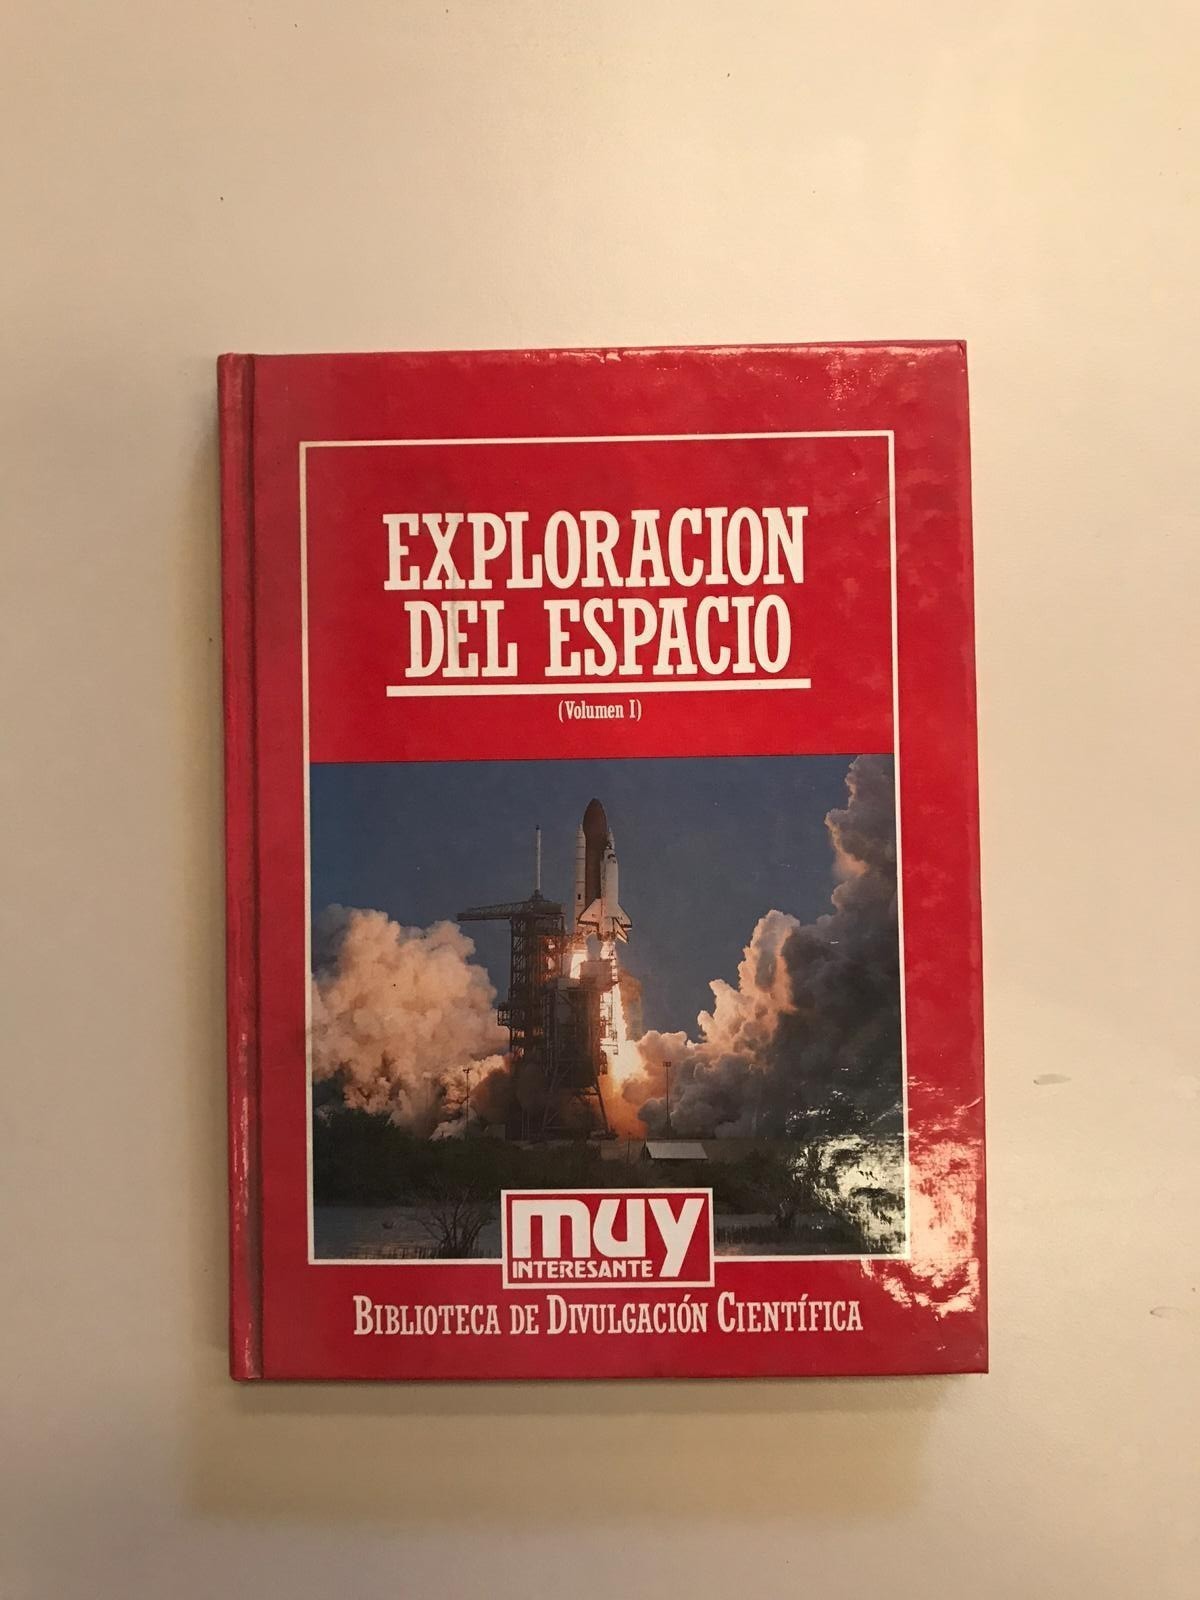 EXPLORACION
DEL ESPACIO
(Volumen I)
muy
INTERESANTE
BIBLIOTECA DE DIVULGACIÓN CIENTÍFICA